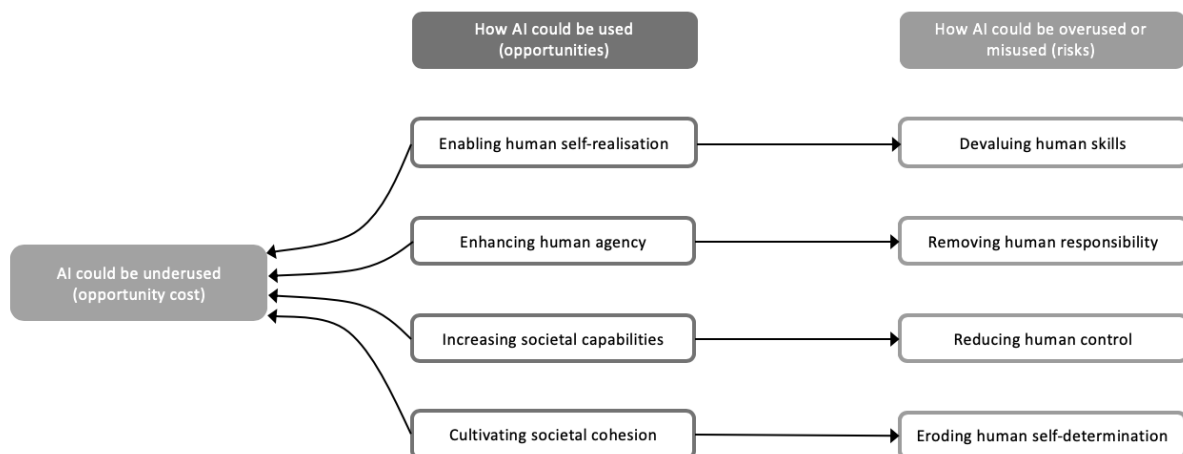 How AI could be used
(opportunities)
How AI could be overused or
misused (risks)
Enabling human self-realisation
Devaluing human skills
Enhancing human agency
Removing human responsibility
AI could be underused
(opportunity cost)
Increasing societal capabilities
Reducing human control
Cultivating societal cohesion
Eroding human self-determination